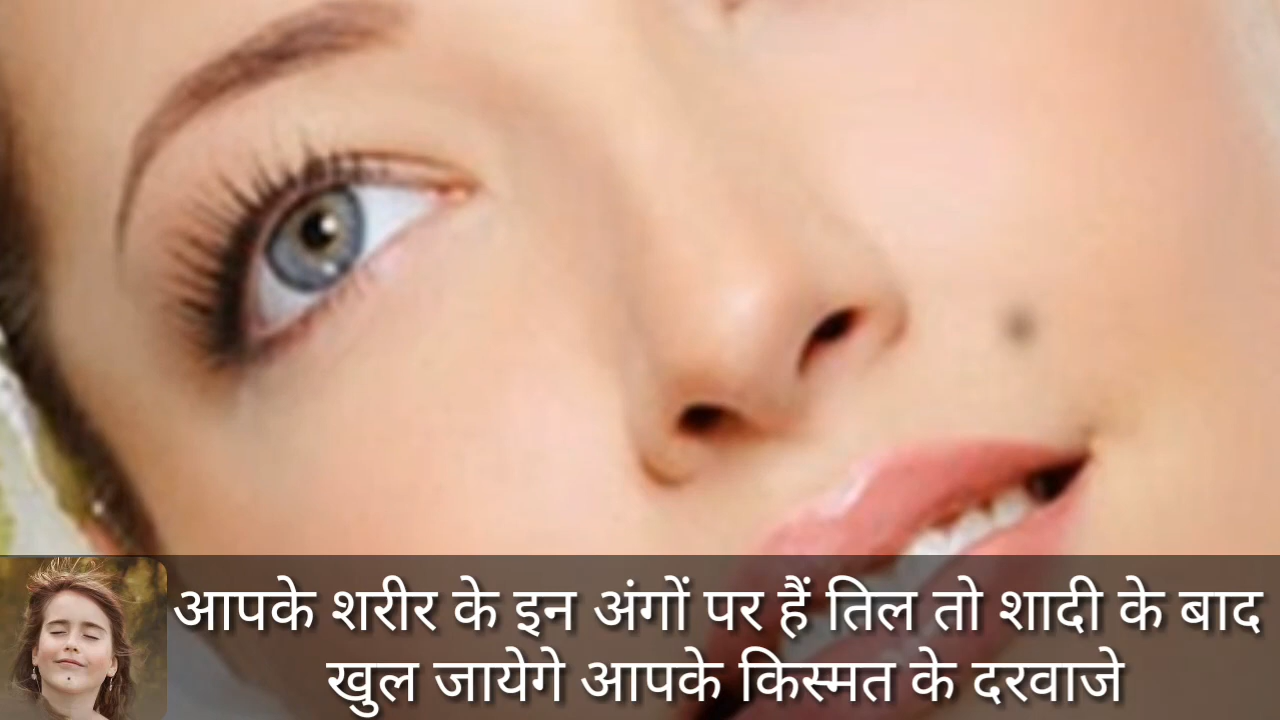 आपके शरीर के इन अंगों पर हैं तिल तो शादी के बाद
खुल जायेगे आपके किस्मत के दरवाजे